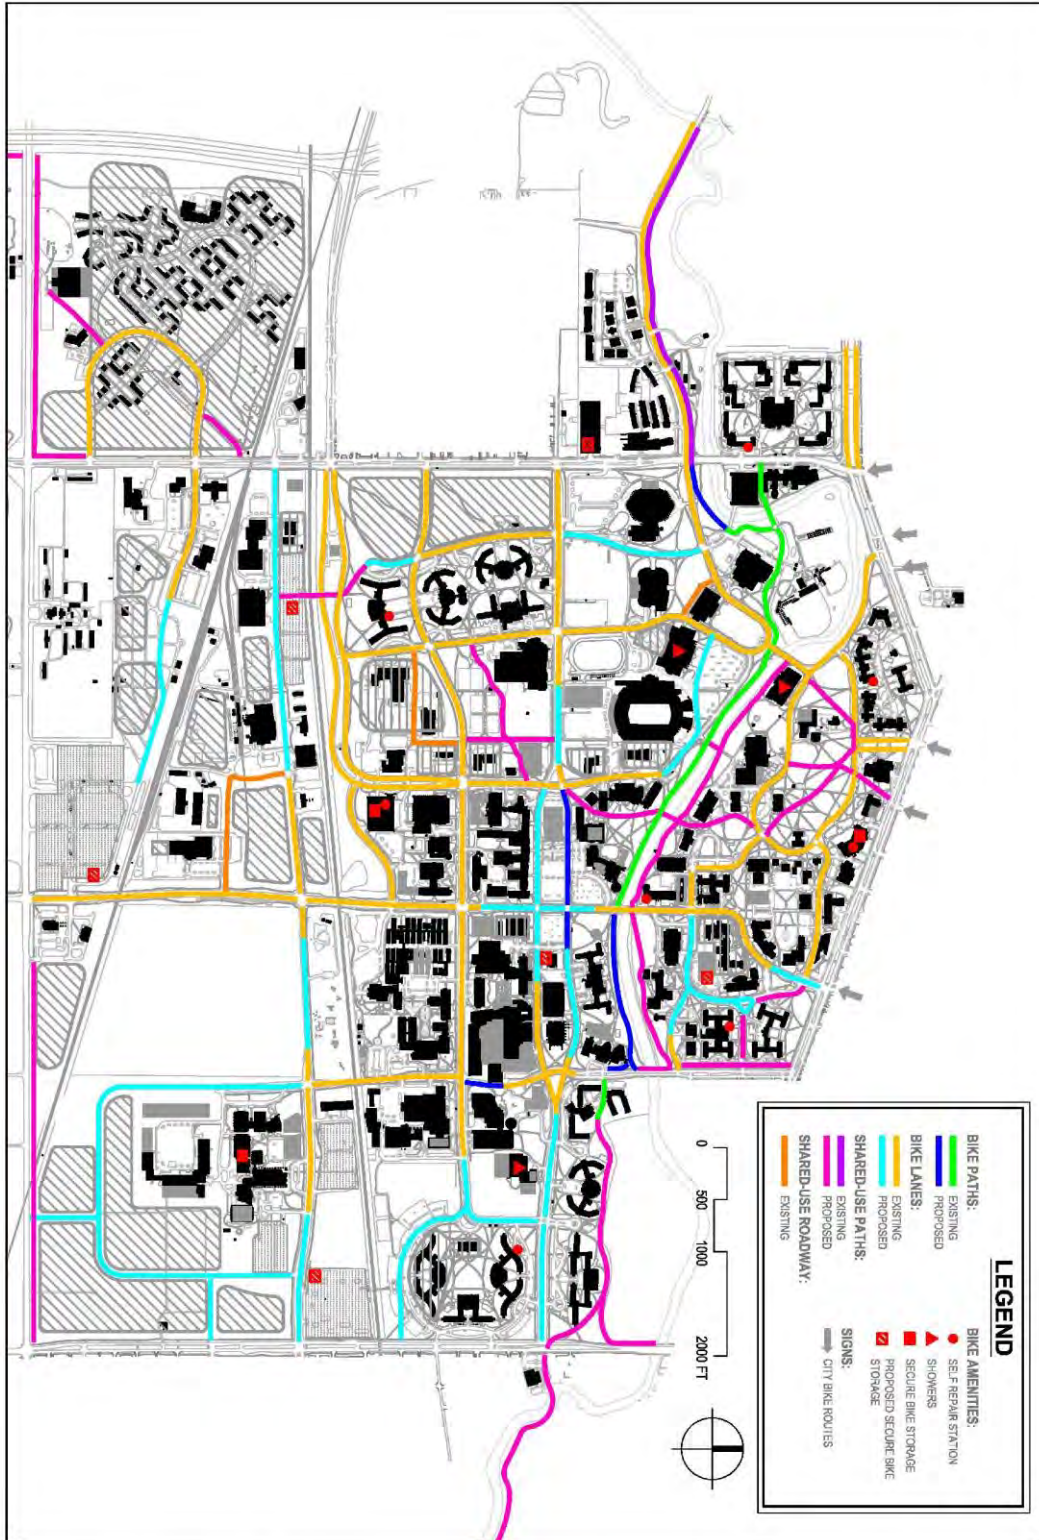 LEGEND
BIKE PATHS:
EXISTING
PROPOSED
BIKE LANES:
EXISTING
PROPOSED
SHARED-USE PATHS:
EXISTING
PROPOSED
SHARED-USE ROADWAY:
EXISTING
BIKE AMENITIES:
SELF REPAIR STATION
SHOWERS
SECURE BIKE STORAGE
PROPOSED SECURE BIKE
STORAGE
SIGNS:
CITY BIKE ROUTES
0
500
1000
2000 FT